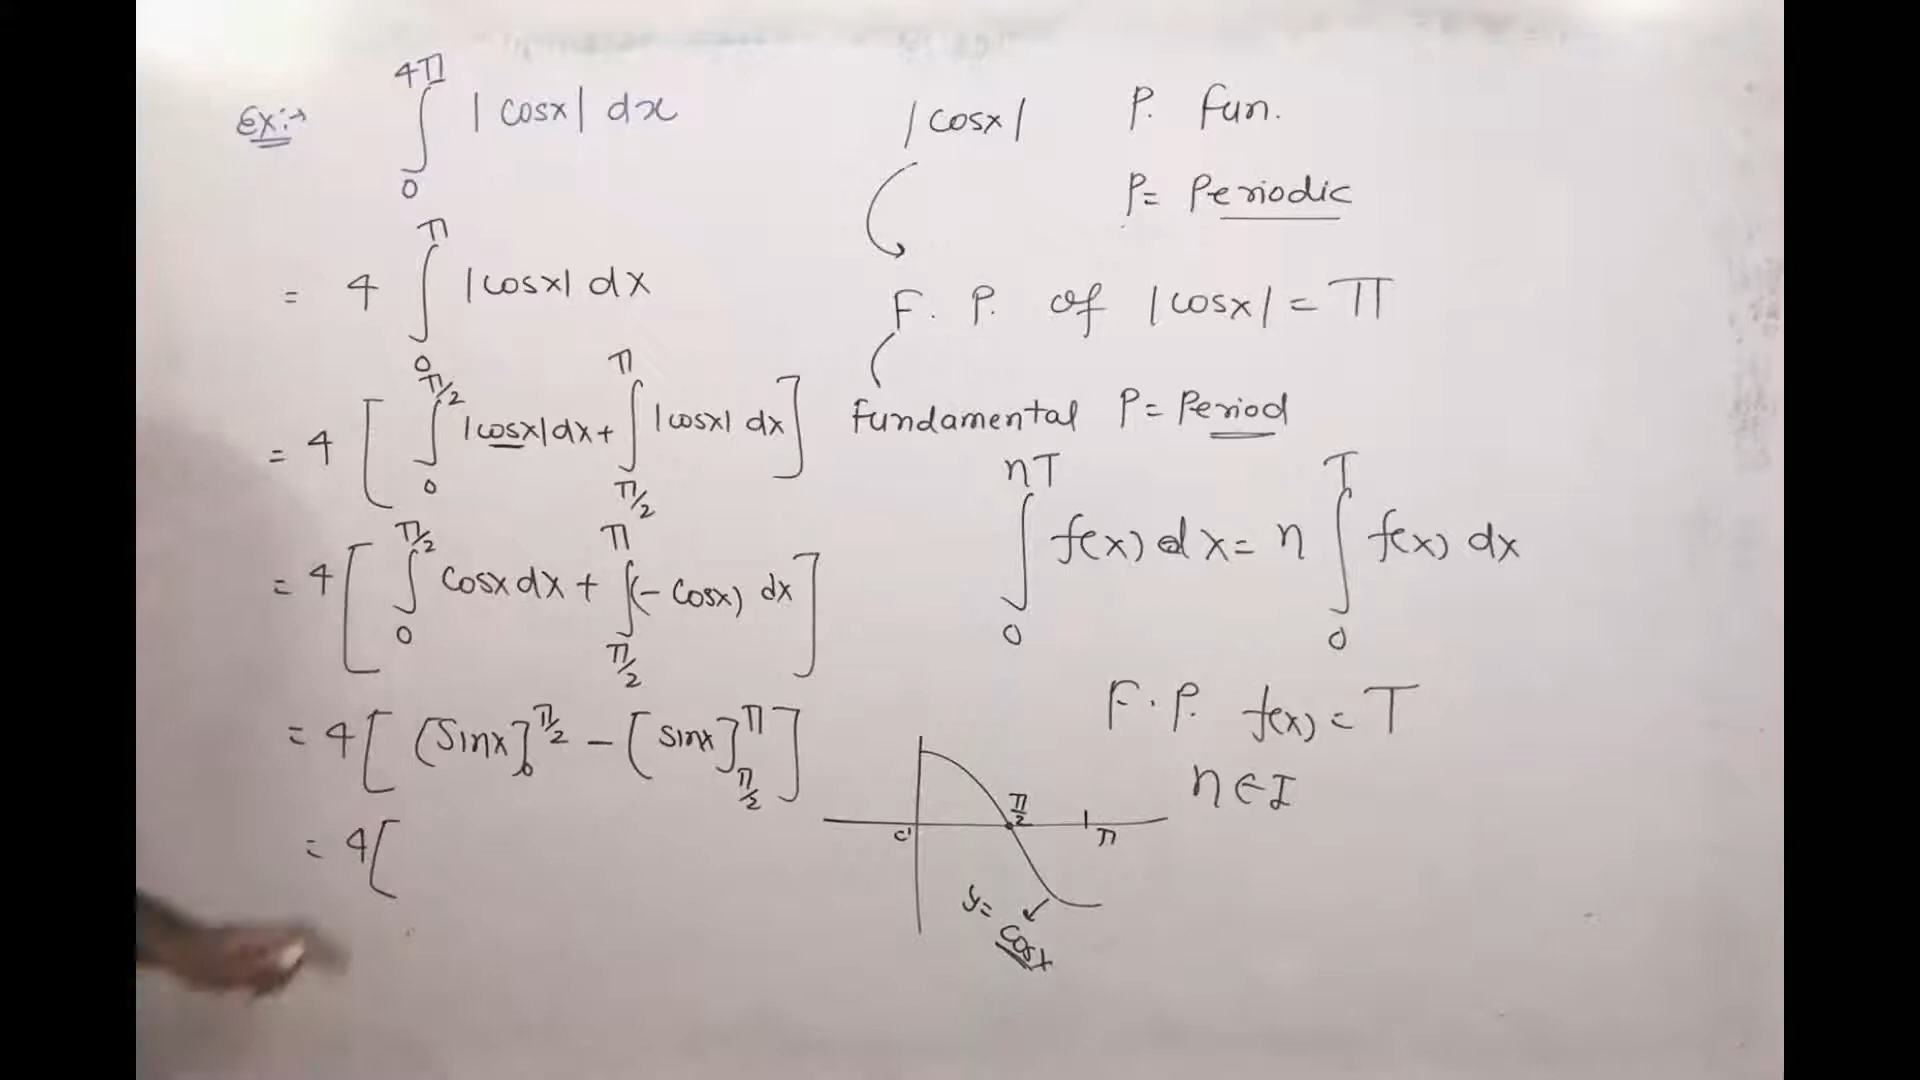 Ex:→ ∫₀^4π |cosx| dx
= 4 ∫₀^π |cosx| dx
= 4 [ ∫₀^π/2 |cosx| dx + ∫π/2^π |cosx| dx ]
= 4 [ ∫₀^π/2 cosx dx + ∫π/2^π (- cosx) dx ]
= 4 [ [sinx]₀^π/2 - [sinx]π/2^π ]
= 4 [
|cosx| P. fun.
P = Periodic
F. P. of |cosx| = π
fundamental P = Period
∫₀^nT f(x) dx = n ∫₀^T f(x) dx
F.P. f(x) = T
n ∈ I
π/2
π
y = cosx